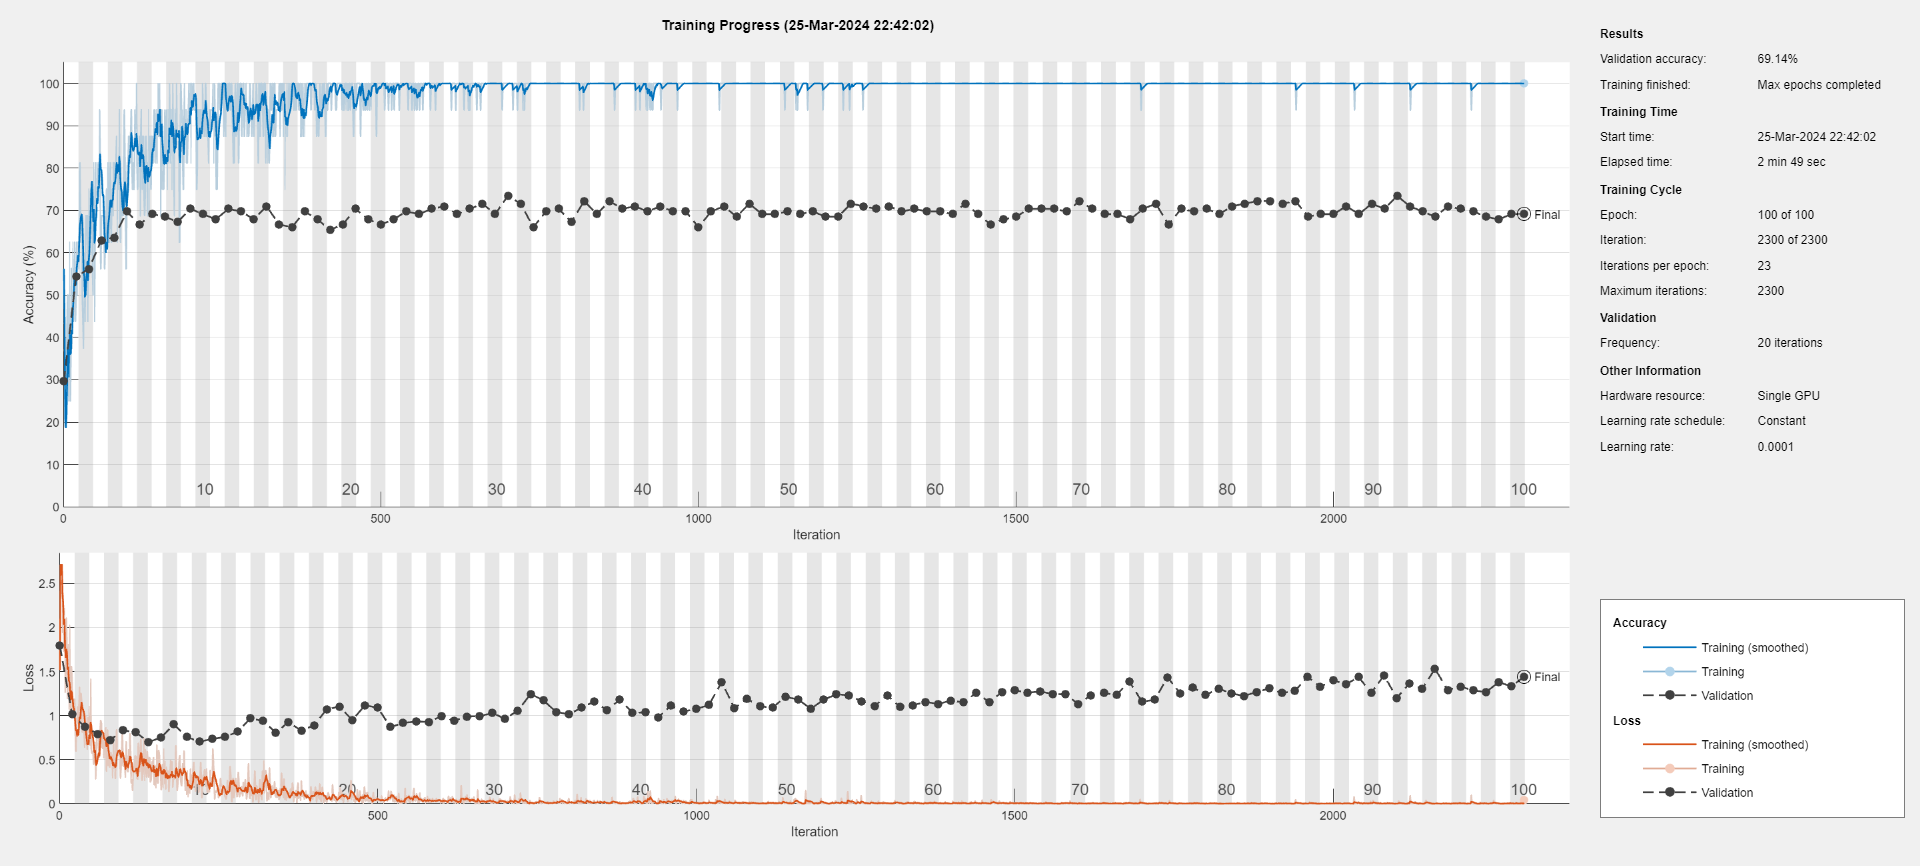 Training Progress (25-Mar-2024 22:42:02)
100
90
80
70
60
50
40
30
20
10
0
Accuracy (%)
Final
10 20 30 40 50 60 70 80 90 100
0 500 1000 1500 2000
Iteration
2.5
2
1.5
1
0.5
0
Loss
Final
10 20 30 40 50 60 70 80 90 100
0 500 1000 1500 2000
Iteration
Results
Validation accuracy: 69.14%
Training finished: Max epochs completed
Training Time
Start time: 25-Mar-2024 22:42:02
Elapsed time: 2 min 49 sec
Training Cycle
Epoch: 100 of 100
Iteration: 2300 of 2300
Iterations per epoch: 23
Maximum iterations: 2300
Validation
Frequency: 20 iterations
Other Information
Hardware resource: Single GPU
Learning rate schedule: Constant
Learning rate: 0.0001
Accuracy
Training (smoothed)
Training
Validation
Loss
Training (smoothed)
Training
Validation